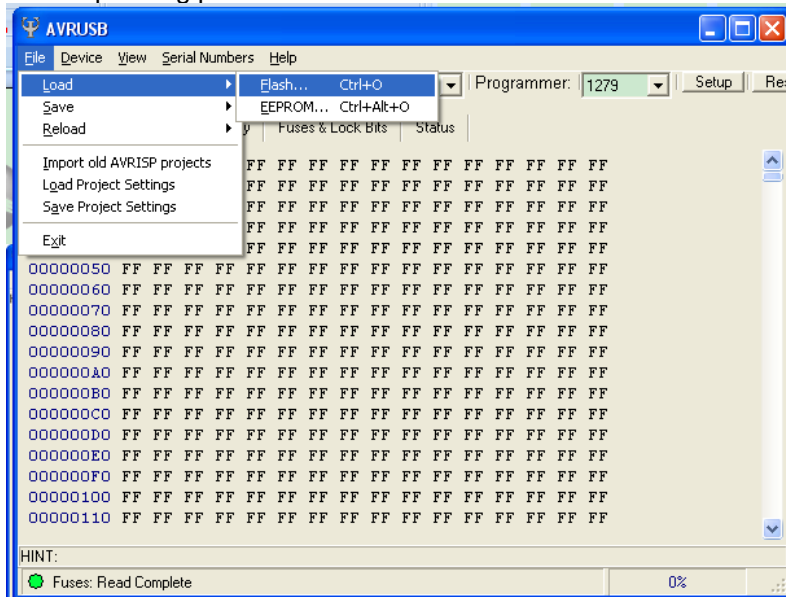 AVRUSB
File Device View Serial Numbers Help
Load Flash... Ctrl+O Programmer: 1279 Setup
Save EEPROM... Ctrl+Alt+O
Reload Fuses & Lock Bits Status
Import old AVRISP projects FF FF FF FF FF FF FF FF FF FF FF FF
Load Project Settings FF FF FF FF FF FF FF FF FF FF FF FF
Save Project Settings FF FF FF FF FF FF FF FF FF FF FF FF
FF FF FF FF FF FF FF FF FF FF FF FF
Exit FF FF FF FF FF FF FF FF FF FF FF FF
00000050 FF FF FF FF FF FF FF FF FF FF FF FF FF FF FF FF
00000060 FF FF FF FF FF FF FF FF FF FF FF FF FF FF FF FF
00000070 FF FF FF FF FF FF FF FF FF FF FF FF FF FF FF FF
00000080 FF FF FF FF FF FF FF FF FF FF FF FF FF FF FF FF
00000090 FF FF FF FF FF FF FF FF FF FF FF FF FF FF FF FF
000000A0 FF FF FF FF FF FF FF FF FF FF FF FF FF FF FF FF
000000B0 FF FF FF FF FF FF FF FF FF FF FF FF FF FF FF FF
000000C0 FF FF FF FF FF FF FF FF FF FF FF FF FF FF FF FF
000000D0 FF FF FF FF FF FF FF FF FF FF FF FF FF FF FF FF
000000E0 FF FF FF FF FF FF FF FF FF FF FF FF FF FF FF FF
000000F0 FF FF FF FF FF FF FF FF FF FF FF FF FF FF FF FF
00000100 FF FF FF FF FF FF FF FF FF FF FF FF FF FF FF FF
00000110 FF FF FF FF FF FF FF FF FF FF FF FF FF FF FF FF
HINT:
Fuses: Read Complete 0%